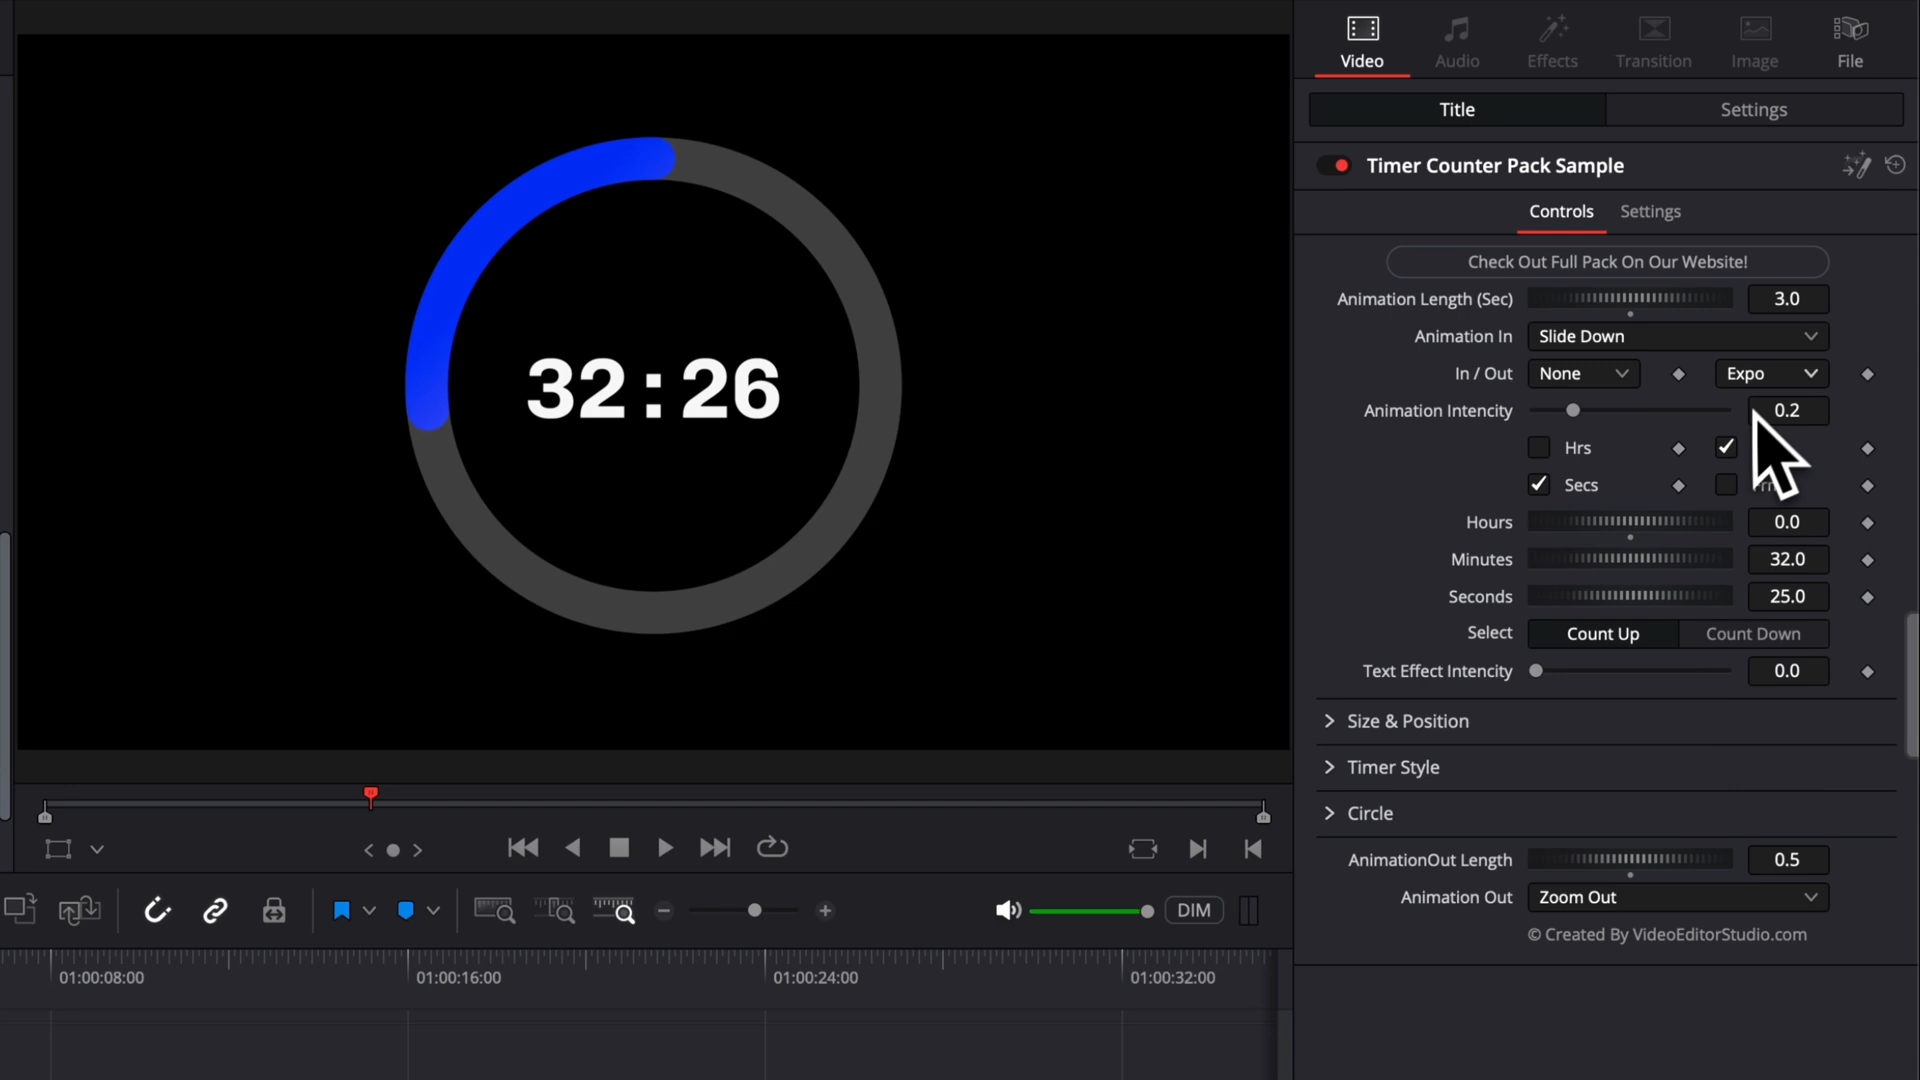 Video
Audio
Effects
Transition
Image
File
Title
Settings
Timer Counter Pack Sample
Controls
Settings
Check Out Full Pack On Our Website!
Animation Length (Sec) 3.0
Animation In Slide Down
In / Out None Expo
Animation Intencity 0.2
Hrs
Secs
Hours 0.0
Minutes 32.0
Seconds 25.0
Select Count Up Count Down
Text Effect Intencity 0.0
Size & Position
Timer Style
Circle
AnimationOut Length 0.5
Animation Out Zoom Out
© Created By VideoEditorStudio.com
32:26
DIM
01:00:08:00
01:00:16:00
01:00:24:00
01:00:32:00